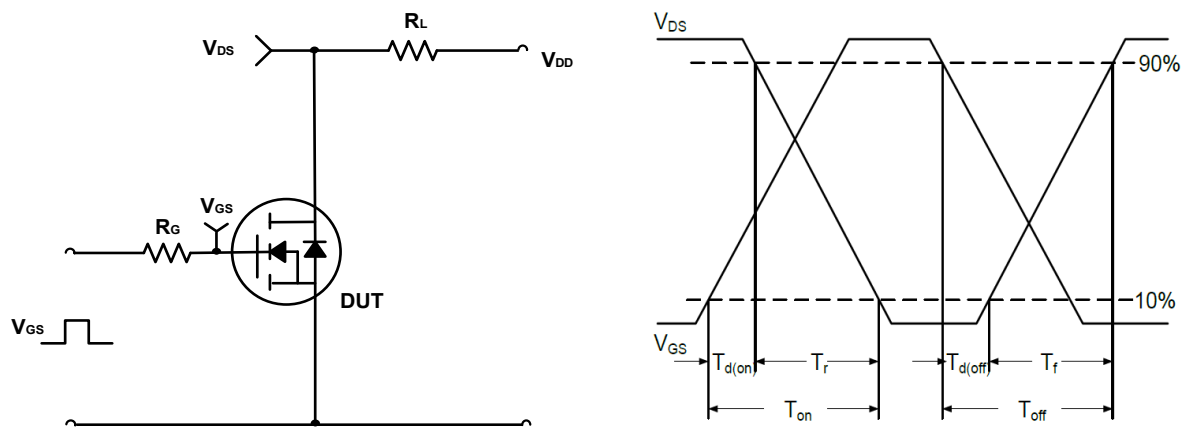 RL
VDS
VDD
VGS
RG
DUT
VGS
VDS
90%
10%
VGS
Td(on)
Tr
Td(off)
Tf
Ton
Toff